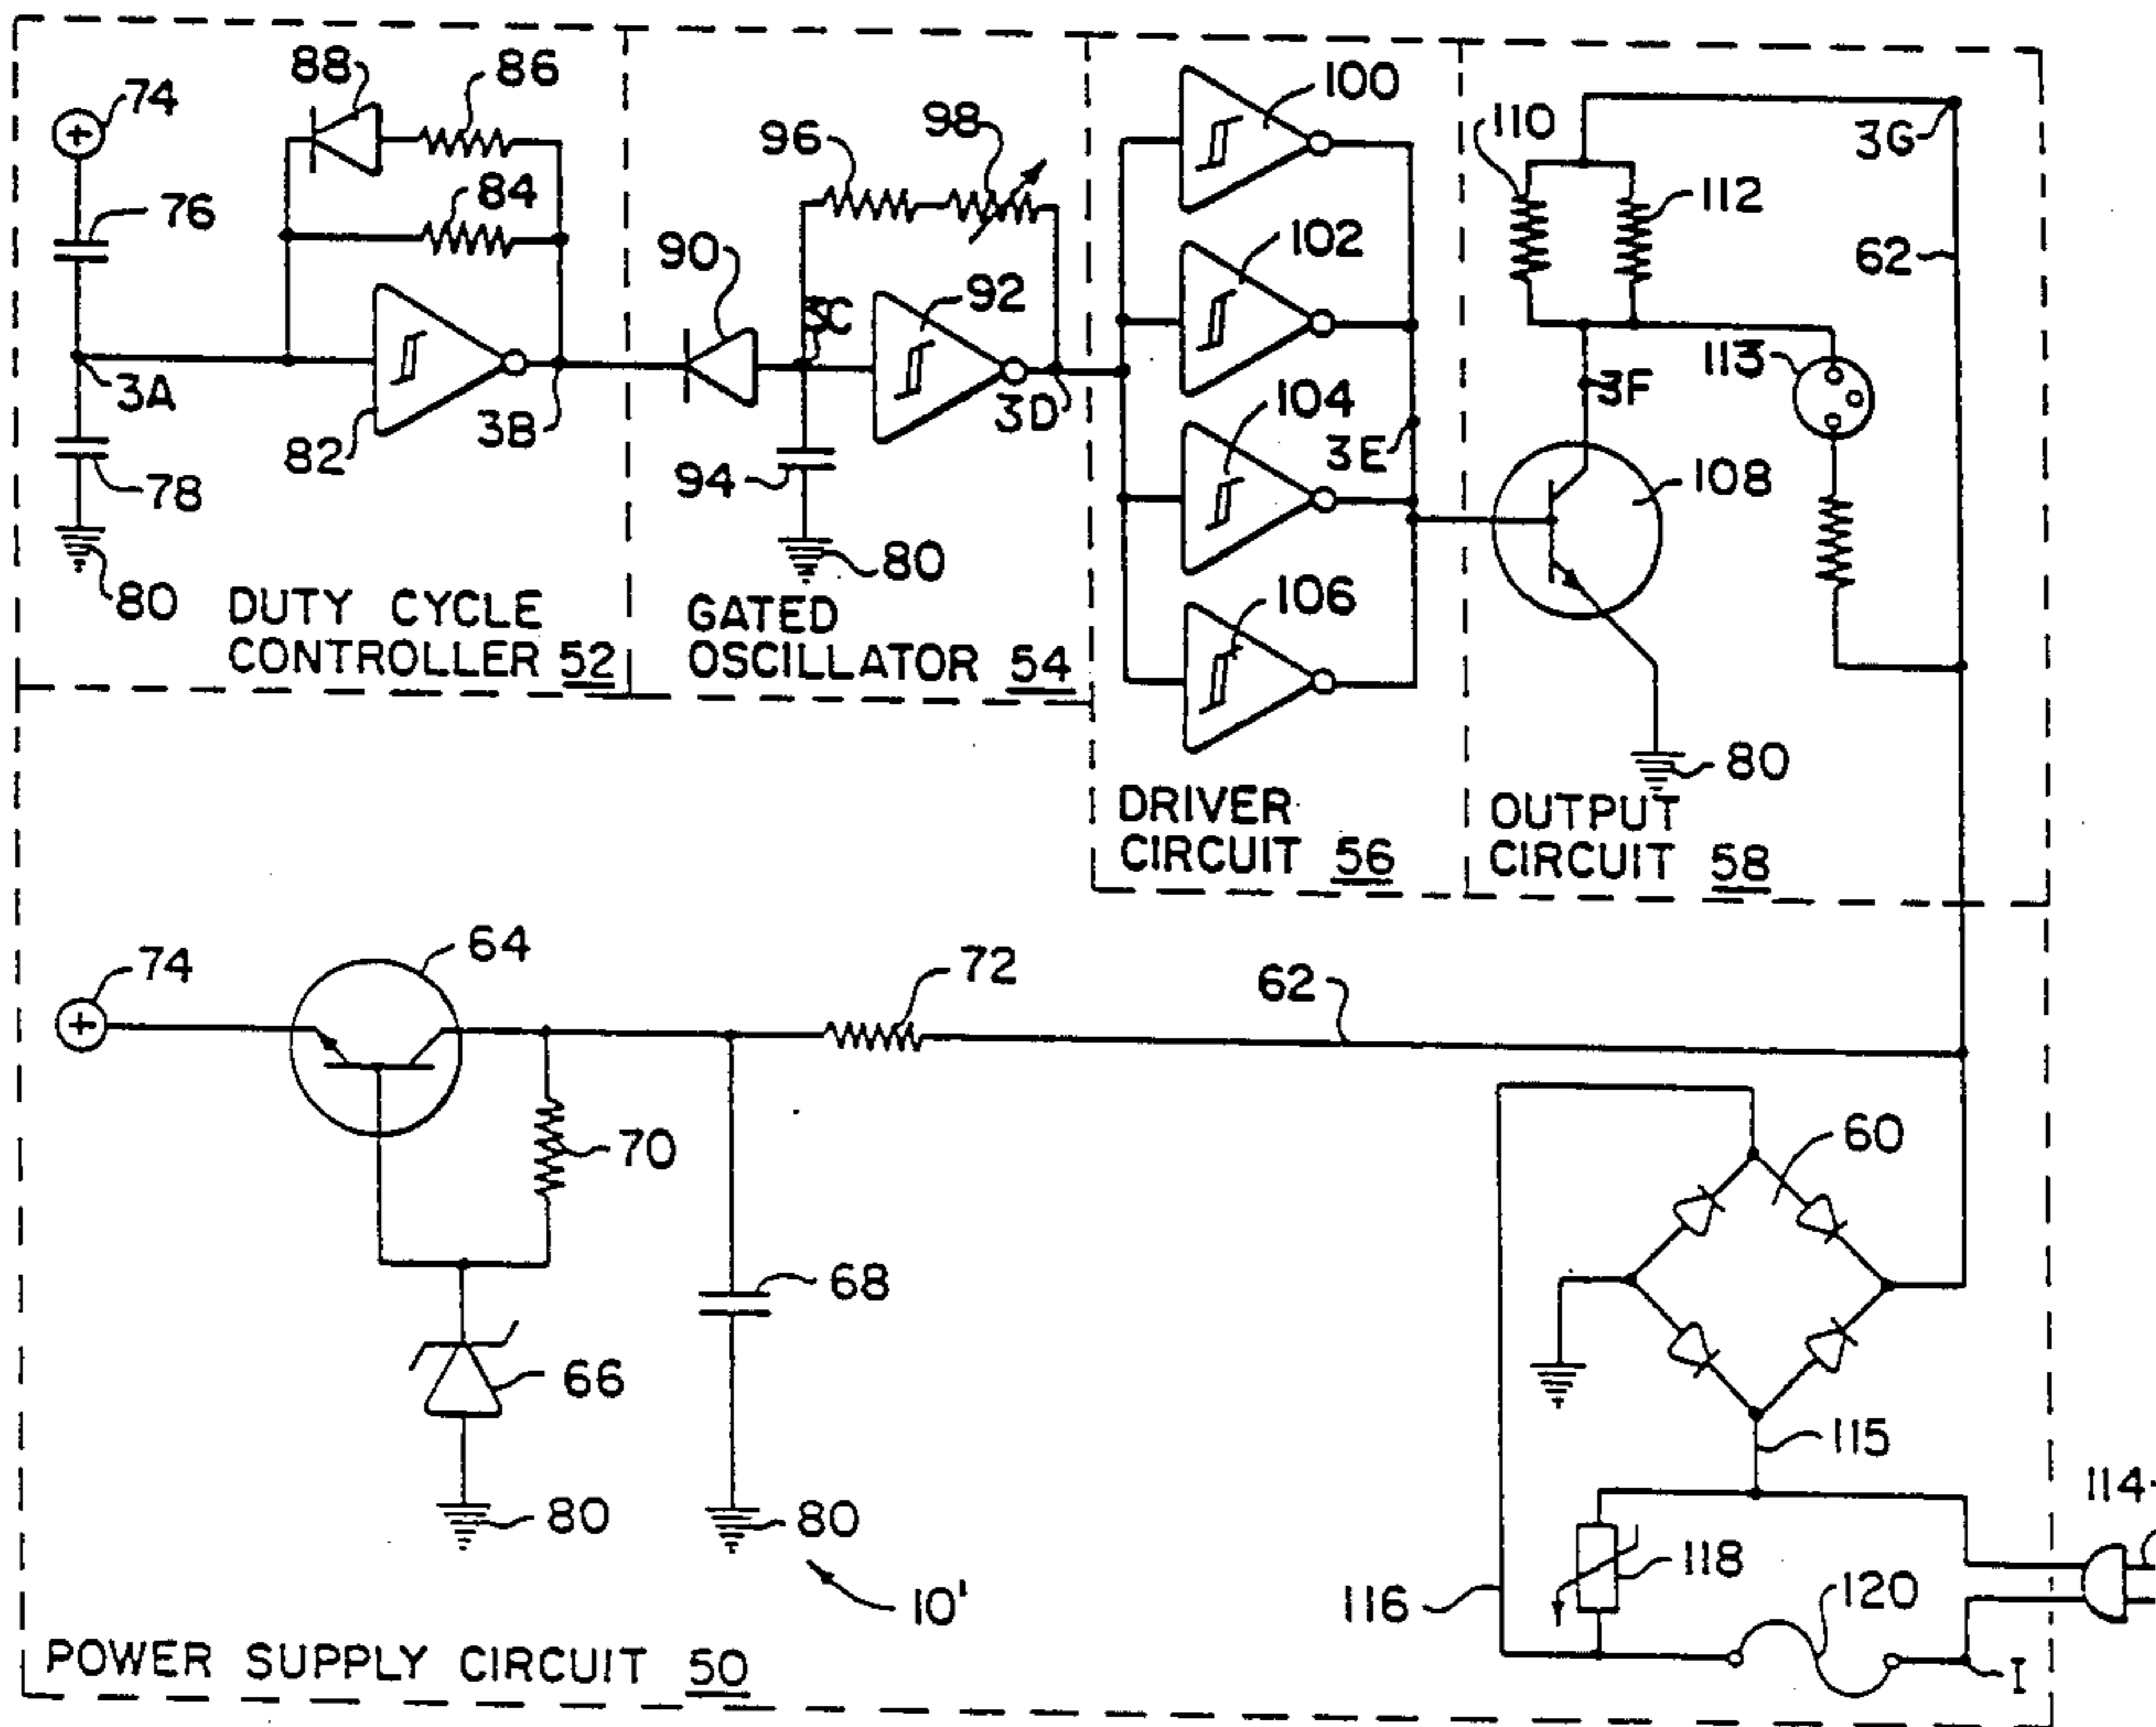 88
86
74
96
98
100
110
3G
76
84
90
3C
92
102
112
62
3A
82
3B
3D
104
3E
113
3F
78
94
108
80
80
106
DUTY CYCLE
CONTROLLER 52
GATED
OSCILLATOR 54
80
DRIVER
CIRCUIT 56
OUTPUT
CIRCUIT 58
74
64
72
62
70
60
68
66
115
114
80
80
118
116
120
10'
I
POWER SUPPLY CIRCUIT 50